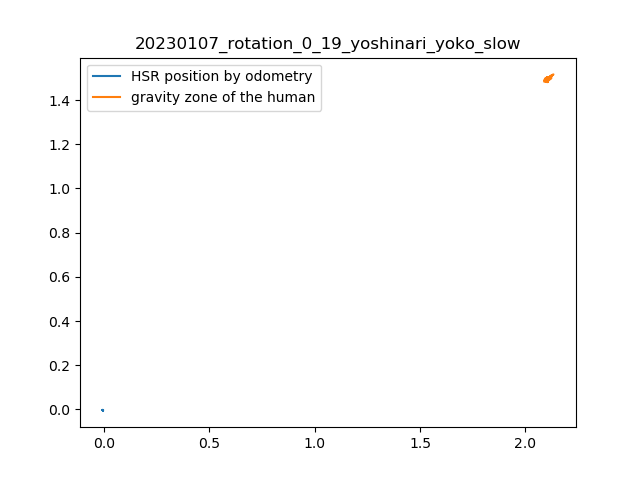 20230107_rotation_0_19_yoshinari_yoko_slow
HSR position by odometry
gravity zone of the human
1.4
1.2
1.0
0.8
0.6
0.4
0.2
0.0
0.0 0.5 1.0 1.5 2.0